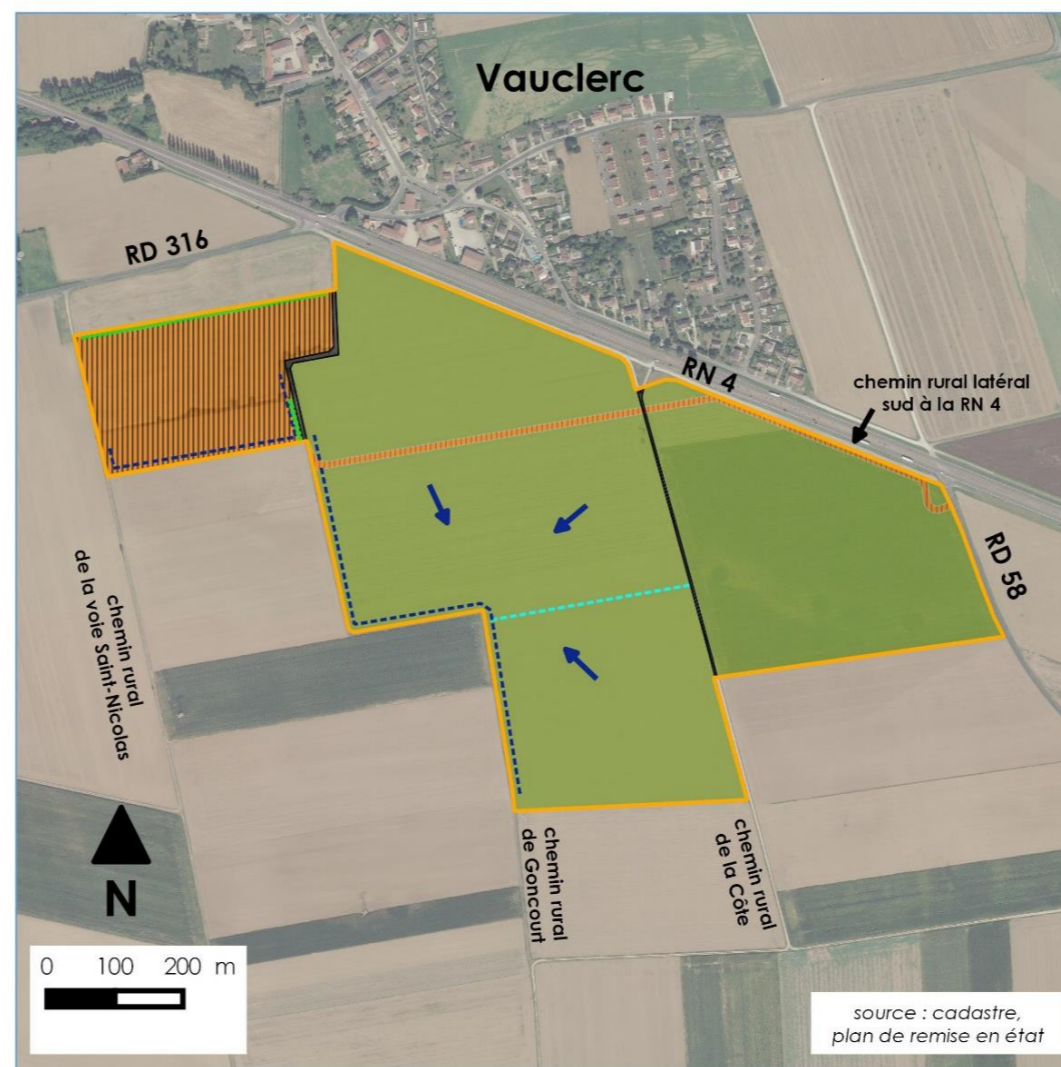 Vauclerc
RD 316
RN 4
chemin rural latéral
sud à la RN 4
RD 58
chemin rural
de la voie Saint-Nicolas
N
chemin rural
de Goncourt
chemin rural
de la Côte
0 100 200 m
source : cadastre,
plan de remise en état